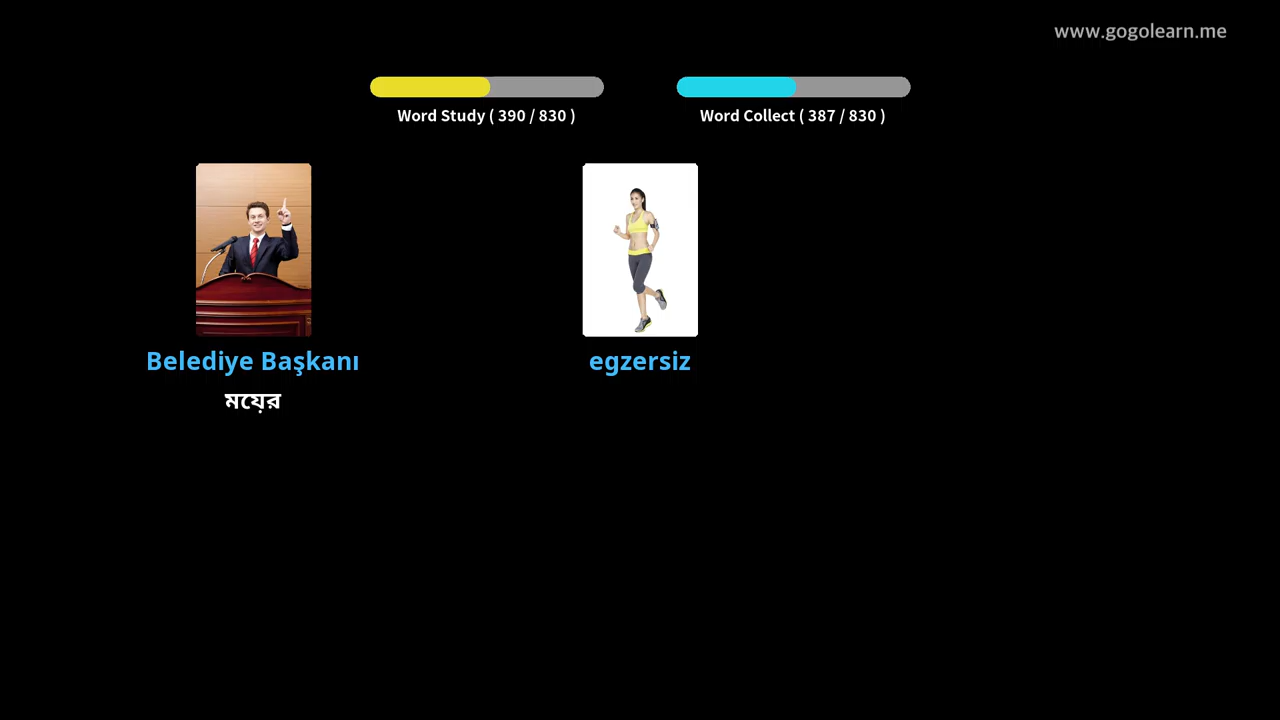 www.gogolearn.me
Word Study ( 390 / 830 )
Word Collect ( 387 / 830 )
Belediye Başkanı
egzersiz
ময়ের